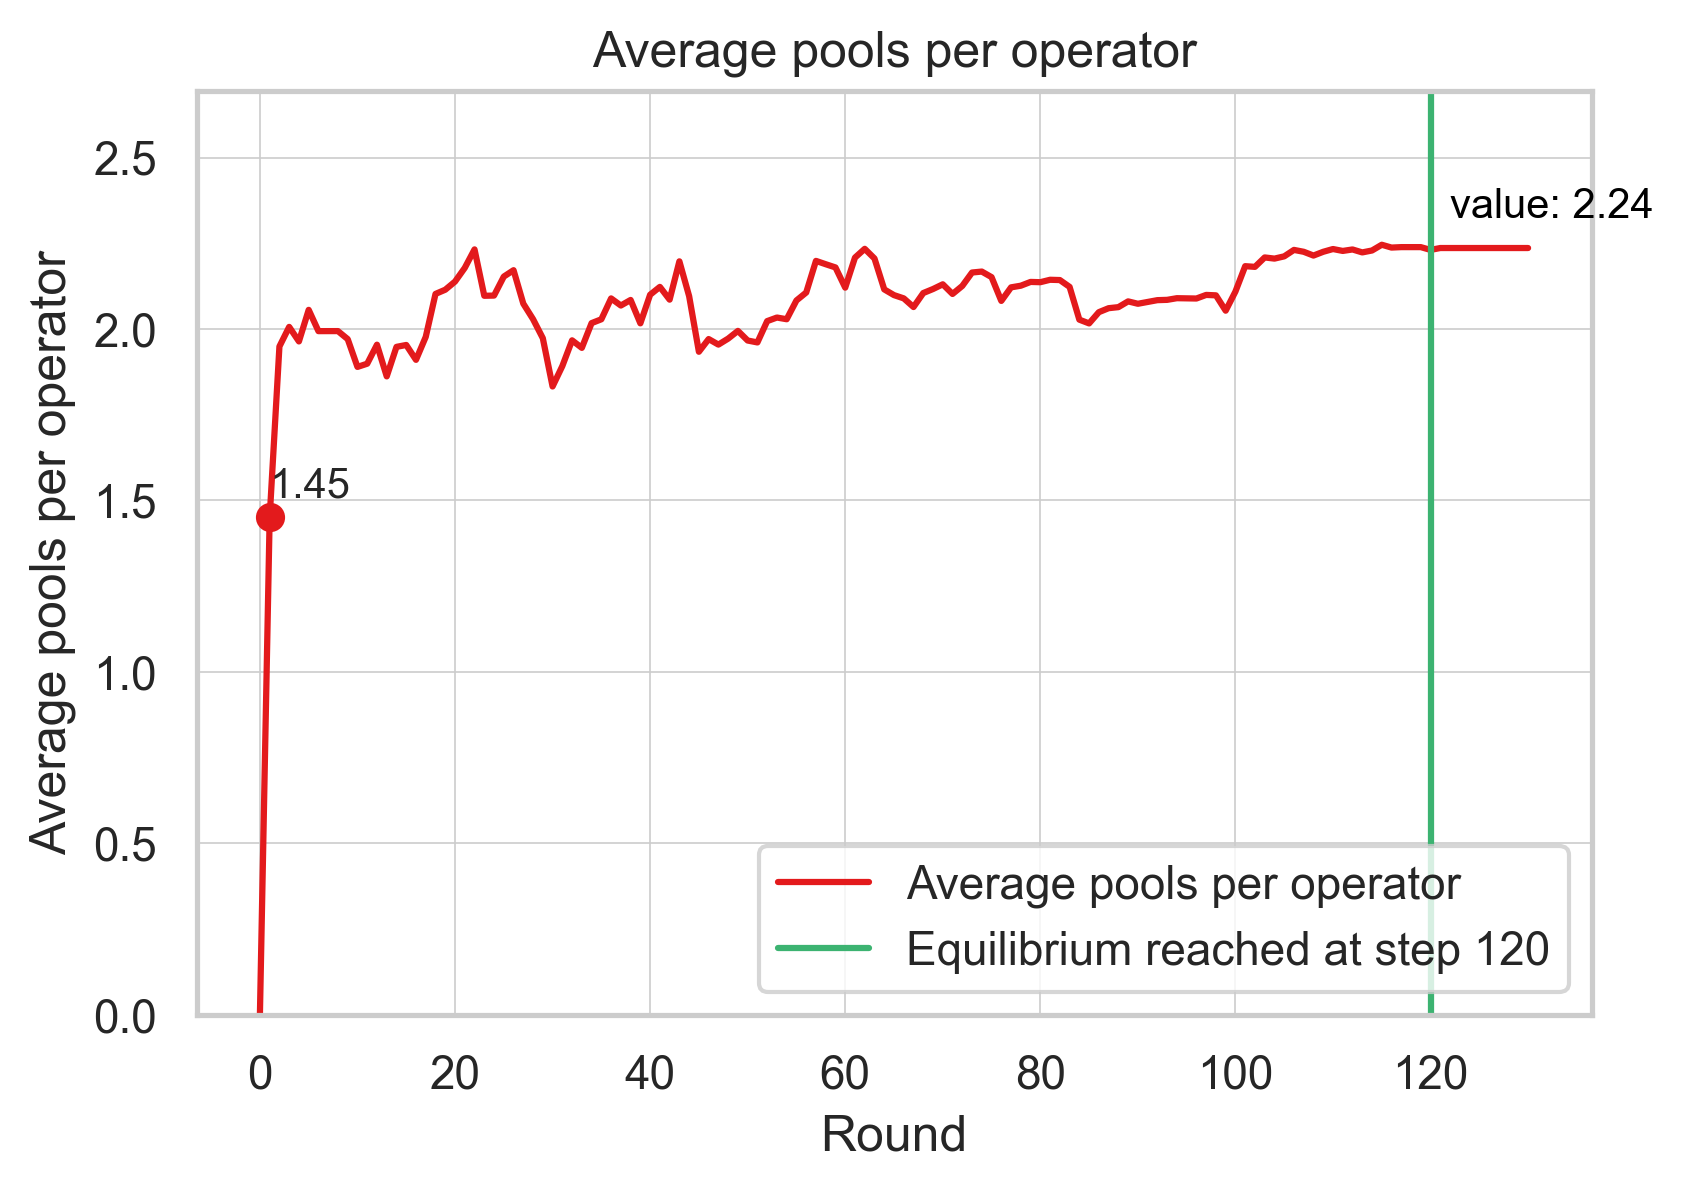 Average pools per operator
Average pools per operator
2.5
2.0
1.5
1.0
0.5
0.0
value: 2.24
1.45
Average pools per operator
Equilibrium reached at step 120
0 20 40 60 80 100 120
Round